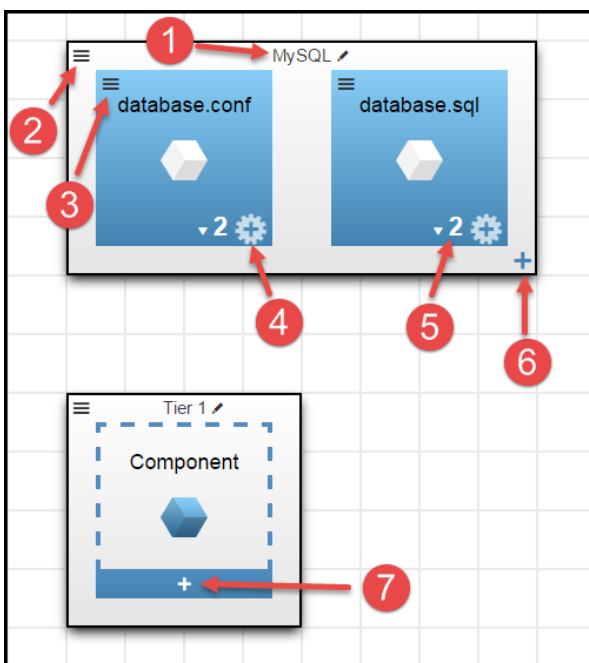 1
MySQL
2
database.conf
database.sql
3
2
2
4
5
+
6
Tier 1
Component
+
7